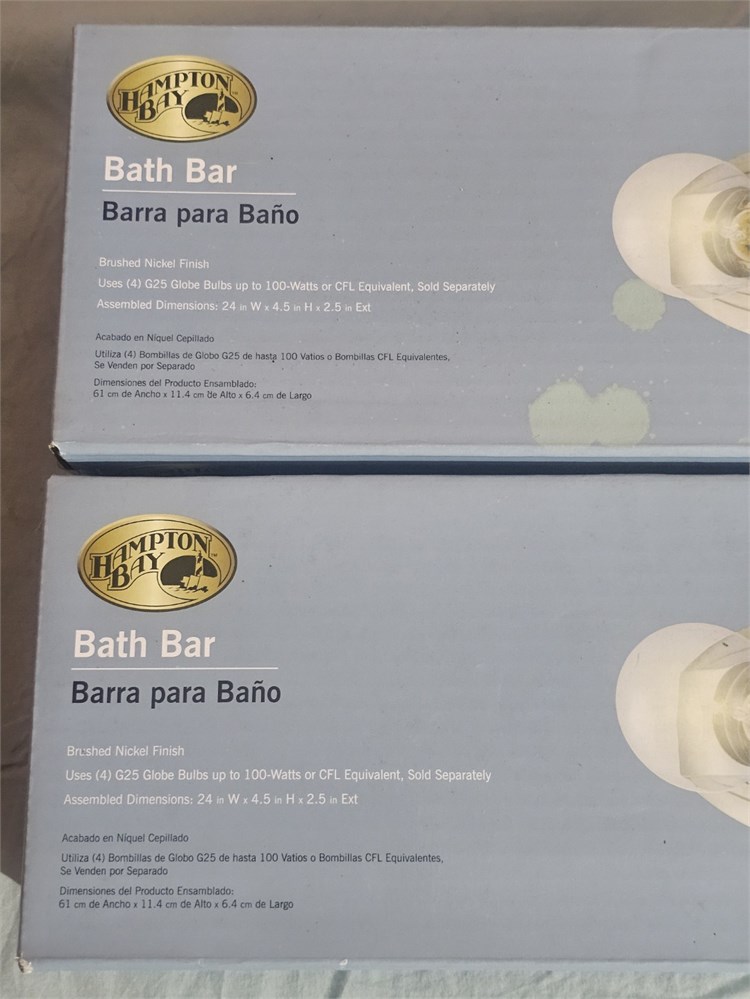 HAMPTON
BAY
Bath Bar
Barra para Baño
Brushed Nickel Finish
Uses (4) G25 Globe Bulbs up to 100-Watts or CFL Equivalent, Sold Separately
Assembled Dimensions: 24 in W x 4.5 in H x 2.5 in Ext
Acabado en Níquel Cepillado
Utiliza (4) Bombillas de Globo G25 de hasta 100 Vatios o Bombillas CFL Equivalentes,
Se Venden por Separado
Dimensiones del Producto Ensamblado:
61 cm de Ancho x 11.4 cm de Alto x 6.4 cm de Largo
HAMPTON
BAY
Bath Bar
Barra para Baño
Brushed Nickel Finish
Uses (4) G25 Globe Bulbs up to 100-Watts or CFL Equivalent, Sold Separately
Assembled Dimensions: 24 in W x 4.5 in H x 2.5 in Ext
Acabado en Níquel Cepillado
Utiliza (4) Bombillas de Globo G25 de hasta 100 Vatios o Bombillas CFL Equivalentes,
Se Venden por Separado
Dimensiones del Producto Ensamblado:
61 cm de Ancho x 11.4 cm de Alto x 6.4 cm de Largo